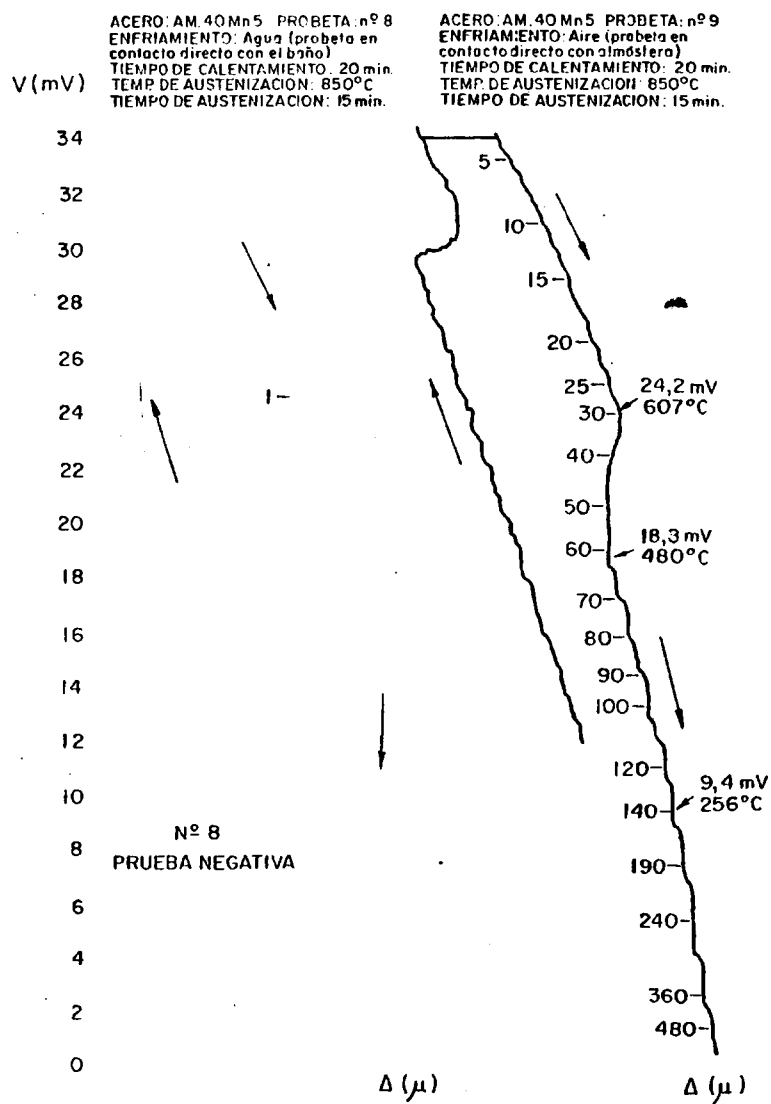 ACERO: AM. 40 Mn 5 PROBETA: nº 8
ENFRIAMIENTO: Agua (probeta en
contacto directo con el baño)
TIEMPO DE CALENTAMIENTO: 20 min.
TEMP. DE AUSTENIZACION: 850°C
TIEMPO DE AUSTENIZACION: 15 min.
ACERO: AM. 40 Mn 5 PROBETA: nº 9
ENFRIAMIENTO: Aire (probeta en
contacto directo con atmósfera)
TIEMPO DE CALENTAMIENTO: 20 min.
TEMP. DE AUSTENIZACION: 850°C
TIEMPO DE AUSTENIZACION: 15 min.
V (mV)
34
32
30
28
26
24
22
20
18
16
14
12
10
8
6
4
2
0
1
5
10
15
20
25
30
40
50
60
70
80
90
100
120
140
190
240
360
480
24,2 mV
607°C
18,3 mV
480°C
9,4 mV
256°C
Nº 8
PRUEBA NEGATIVA
Δ (μ)
Δ (μ)